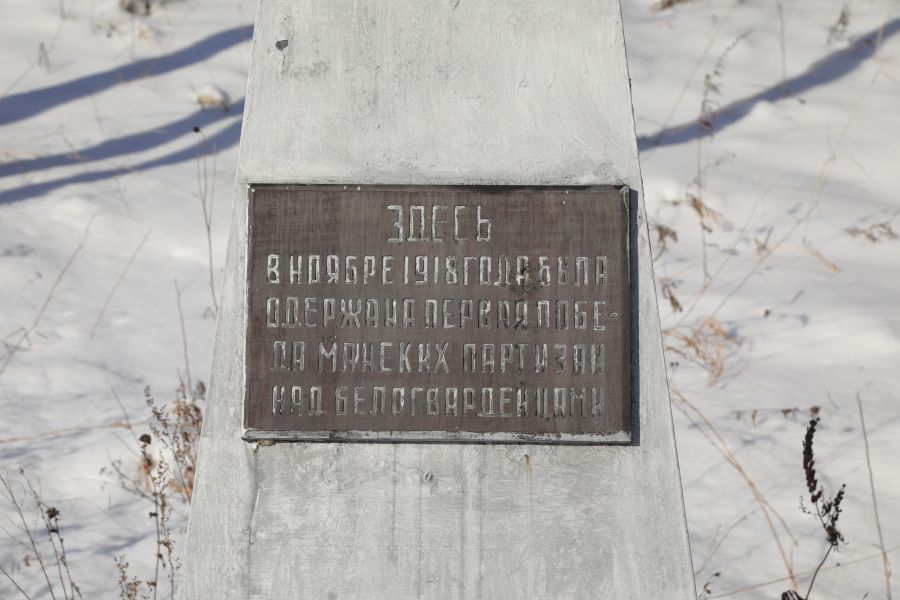 ЗДЕСЬ
В НОЯБРЕ 1918 ГОДА БЫЛА
ОДЕРЖАНА ПЕРВАЯ ПОБЕ-
ДА МАНСКИХ ПАРТИЗАН
НАД БЕЛОГВАРДЕЙЦАМИ